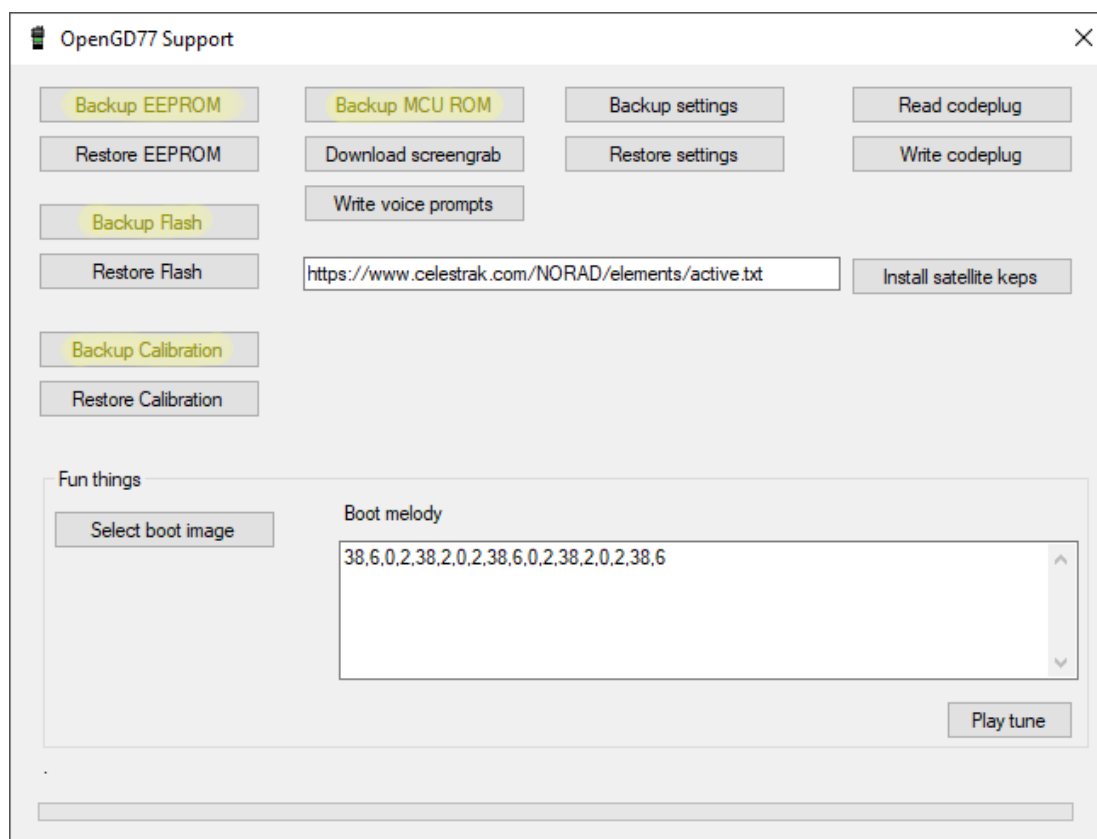 OpenGD77 Support
Backup EEPROM
Backup MCU ROM
Backup settings
Read codeplug
Restore EEPROM
Download screengrab
Restore settings
Write codeplug
Write voice prompts
Backup Flash
Restore Flash
https://www.celestrak.com/NORAD/elements/active.txt
Install satellite keps
Backup Calibration
Restore Calibration
Fun things
Select boot image
Boot melody
38,6,0,2,38,2,0,2,38,6,0,2,38,2,0,2,38,6
Play tune
.